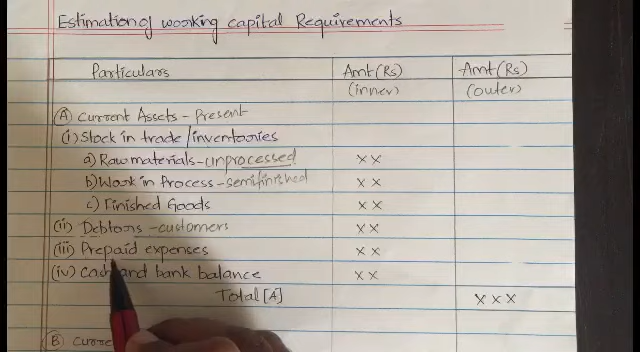 Estimation of working capital Requirements
Particulars Amt(Rs) (inner) Amt(Rs) (outer)
(A) Current Assets - Present
(i) Stock in trade/inventories
a) Raw materials - unprocessed xx
b) Work in Process - semifinished xx
c) Finished Goods xx
(ii) Debtors - customers xx
(iii) Prepaid expenses xx
(iv) Cash and bank balance xx
Total [A] xxx
(B)